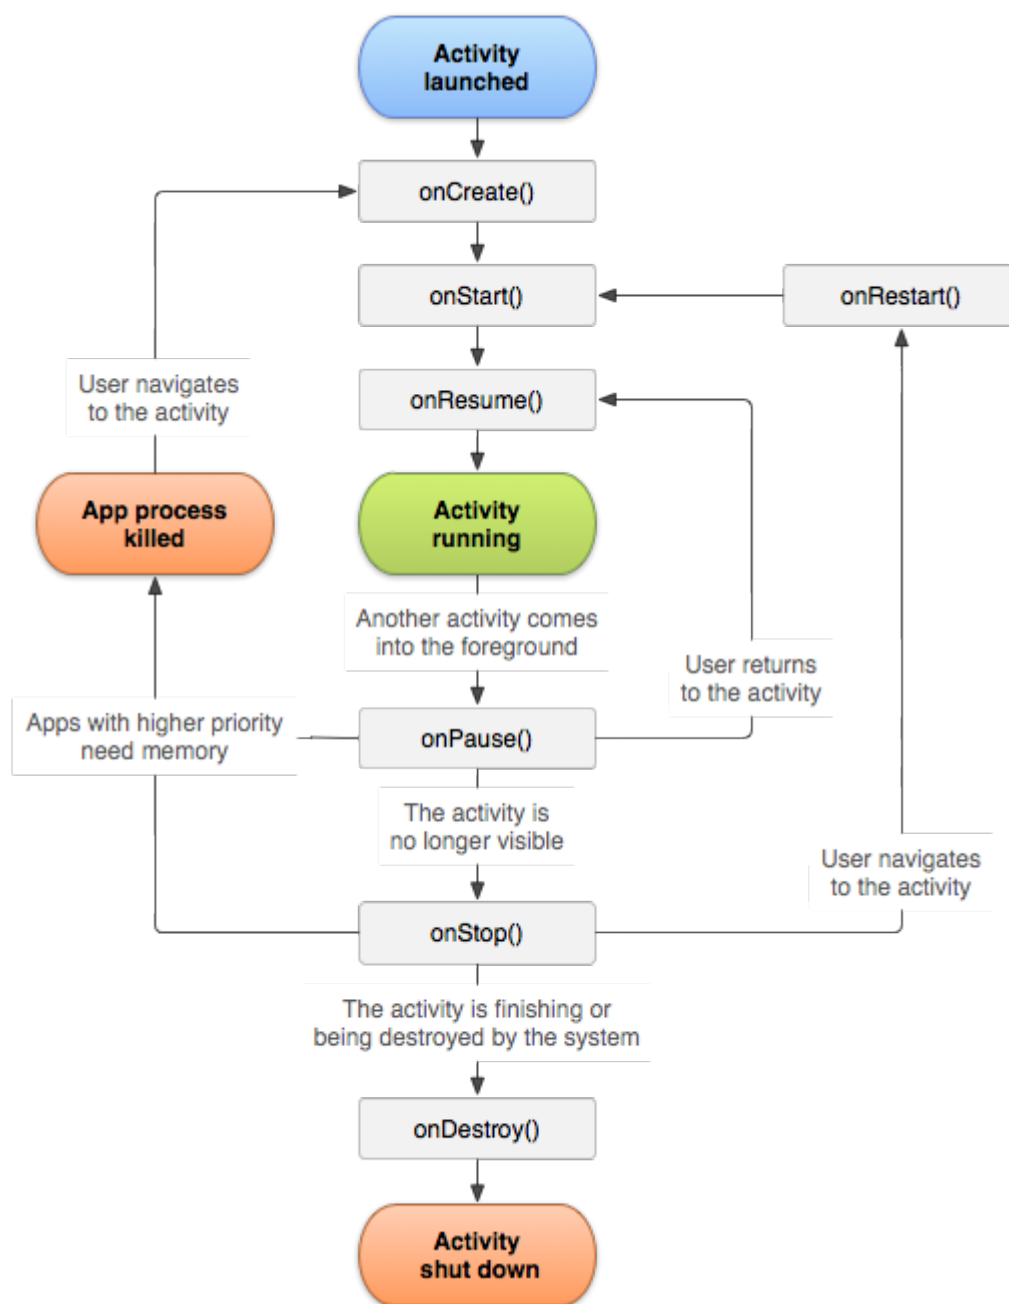 Activity
launched
onCreate()
onStart()
onRestart()
User navigates
to the activity
onResume()
App process
killed
Activity
running
Another activity comes
into the foreground
User returns
to the activity
Apps with higher priority
need memory
onPause()
The activity is
no longer visible
User navigates
to the activity
onStop()
The activity is finishing or
being destroyed by the system
onDestroy()
Activity
shut down